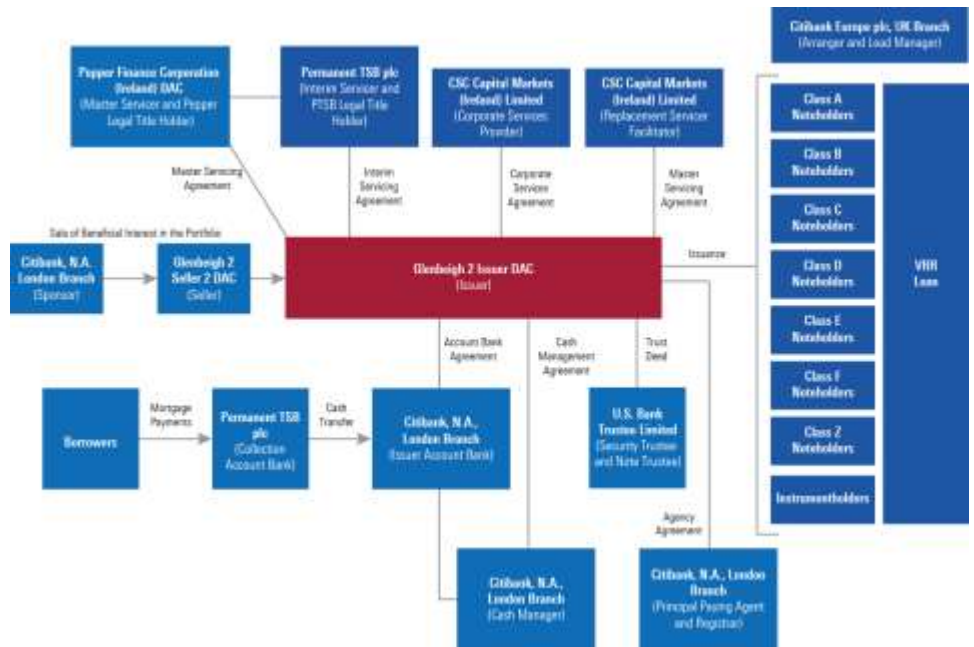 Citibank Europe plc, UK Branch
(Arranger and Lead Manager)
Pepper Finance Corporation
(Ireland) DAC
(Master Servicer and Pepper
Legal Title Holder)
Permanent TSB plc
(Interim Servicer and
PTSB Legal Title
Holder)
CSC Capital Markets
(Ireland) Limited
(Corporate Services
Provider)
CSC Capital Markets
(Ireland) Limited
(Replacement Servicer
Facilitator)
Master Servicing
Agreement
Interim
Servicing
Agreement
Corporate
Services
Agreement
Master
Servicing
Agreement
Sale of Beneficial Interest in the Portfolio
Citibank, N.A.
London Branch
(Sponsor)
Glenbeigh 2
Seller 2 DAC
(Seller)
Glenbeigh 2 Issuer DAC
(Issuer)
Issuance
Class A
Noteholders
Class B
Noteholders
Class C
Noteholders
Class D
Noteholders
Class E
Noteholders
Class F
Noteholders
Class Z
Noteholders
Instrumentholders
VRR
Loan
Account Bank
Agreement
Cash
Management
Agreement
Trust
Deed
Borrowers
Mortgage
Payments
Permanent TSB
plc
(Collection
Account Bank)
Cash
Transfer
Citibank, N.A.,
London Branch
(Issuer Account Bank)
U.S. Bank
Trustee Limited
(Security Trustee
and Note Trustee)
Agency
Agreement
Citibank, N.A.,
London Branch
(Cash Manager)
Citibank, N.A., London
Branch
(Principal Paying Agent
and Registrar)